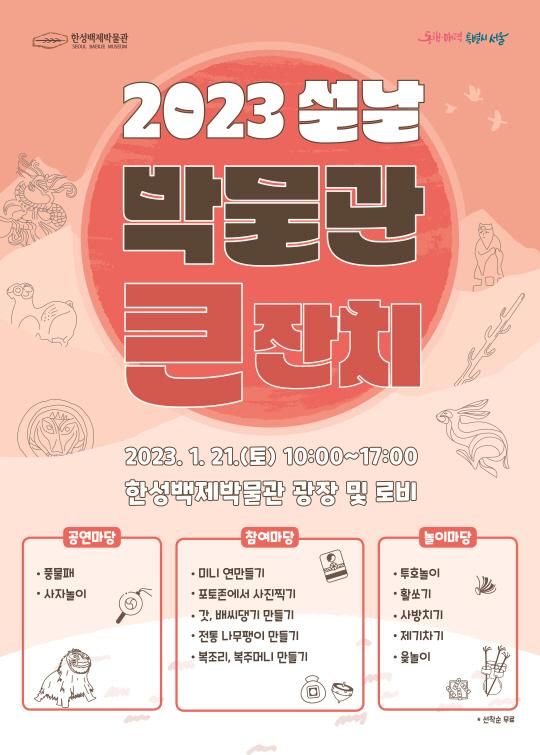 한성백제박물관
SEOUL BAEKJE MUSEUM
동행·매력 특별시 서울
2023 설날
박물관
큰잔치
2023. 1. 21.(토) 10:00~17:00
한성백제박물관 광장 및 로비
공연마당
• 풍물패
• 사자놀이
참여마당
• 미니 연만들기
• 포토존에서 사진찍기
• 갓, 배씨댕기 만들기
• 전통 나무팽이 만들기
• 복조리, 복주머니 만들기
놀이마당
• 투호놀이
• 활쏘기
• 사방치기
• 제기차기
• 윷놀이
* 선착순 무료